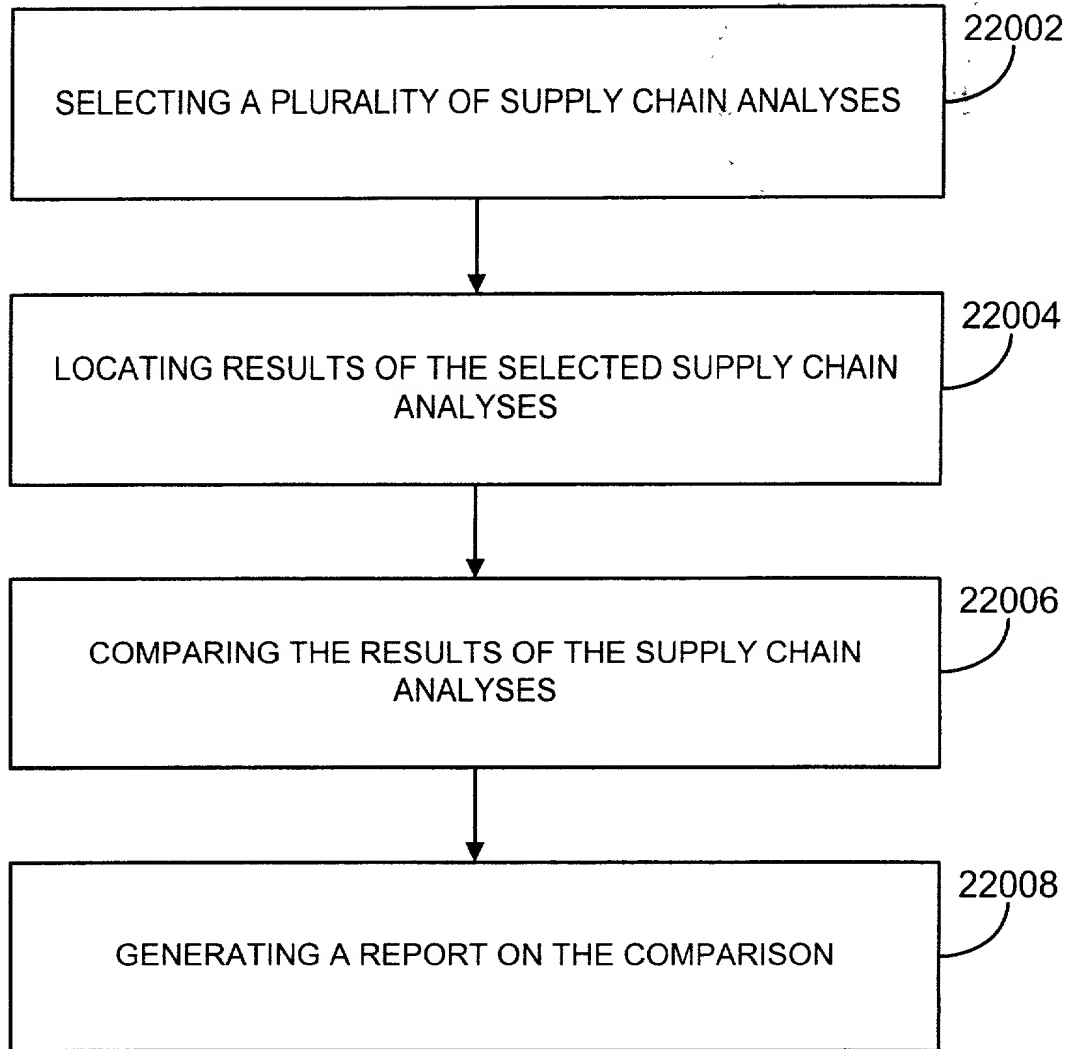 22002
SELECTING A PLURALITY OF SUPPLY CHAIN ANALYSES
22004
LOCATING RESULTS OF THE SELECTED SUPPLY CHAIN
ANALYSES
22006
COMPARING THE RESULTS OF THE SUPPLY CHAIN
ANALYSES
22008
GENERATING A REPORT ON THE COMPARISON